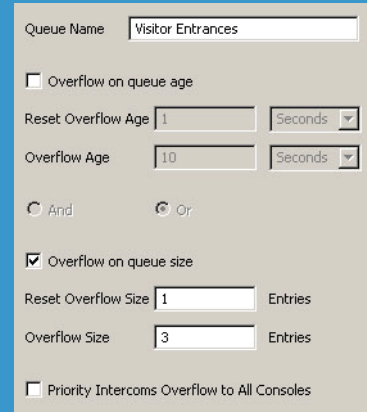 Queue Name Visitor Entrances
Overflow on queue age
Reset Overflow Age 1 Seconds
Overflow Age 10 Seconds
And Or
Overflow on queue size
Reset Overflow Size 1 Entries
Overflow Size 3 Entries
Priority Intercoms Overflow to All Consoles